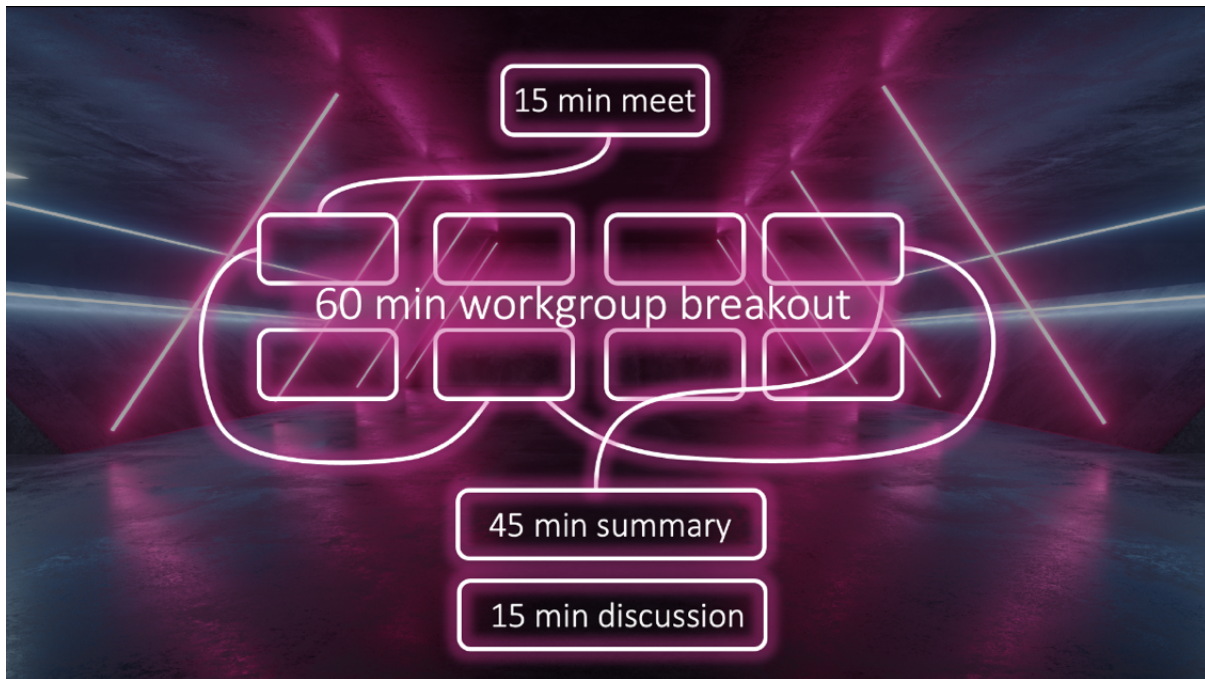 15 min meet
60 min workgroup breakout
45 min summary
15 min discussion